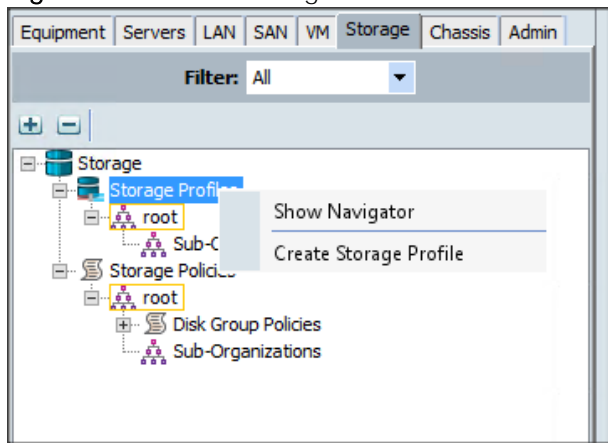 Equipment Servers LAN SAN VM Storage Chassis Admin
Filter: All
Storage
Storage Profiles
root
Show Navigator
Create Storage Profile
Storage Policies
root
Disk Group Policies
Sub-Organizations